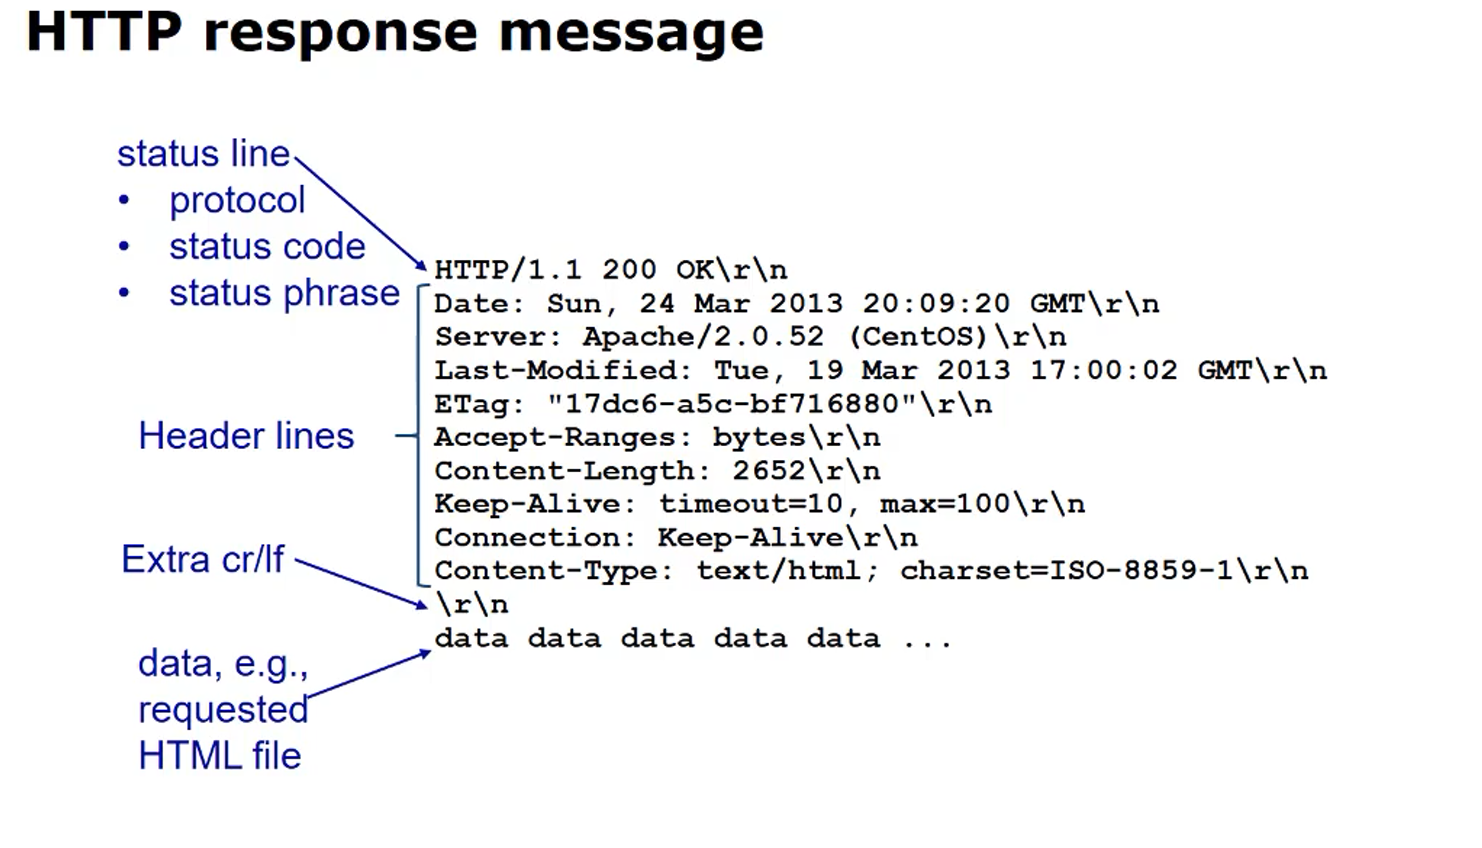 HTTP response message
status line
• protocol
• status code
• status phrase
HTTP/1.1 200 OK\r\n
Date: Sun, 24 Mar 2013 20:09:20 GMT\r\n
Server: Apache/2.0.52 (CentOS)\r\n
Last-Modified: Tue, 19 Mar 2013 17:00:02 GMT\r\n
ETag: "17dc6-a5c-bf716880"\r\n
Header lines
Accept-Ranges: bytes\r\n
Content-Length: 2652\r\n
Keep-Alive: timeout=10, max=100\r\n
Connection: Keep-Alive\r\n
Content-Type: text/html; charset=ISO-8859-1\r\n
Extra cr/lf
\r\n
data data data data data ...
data, e.g.,
requested
HTML file